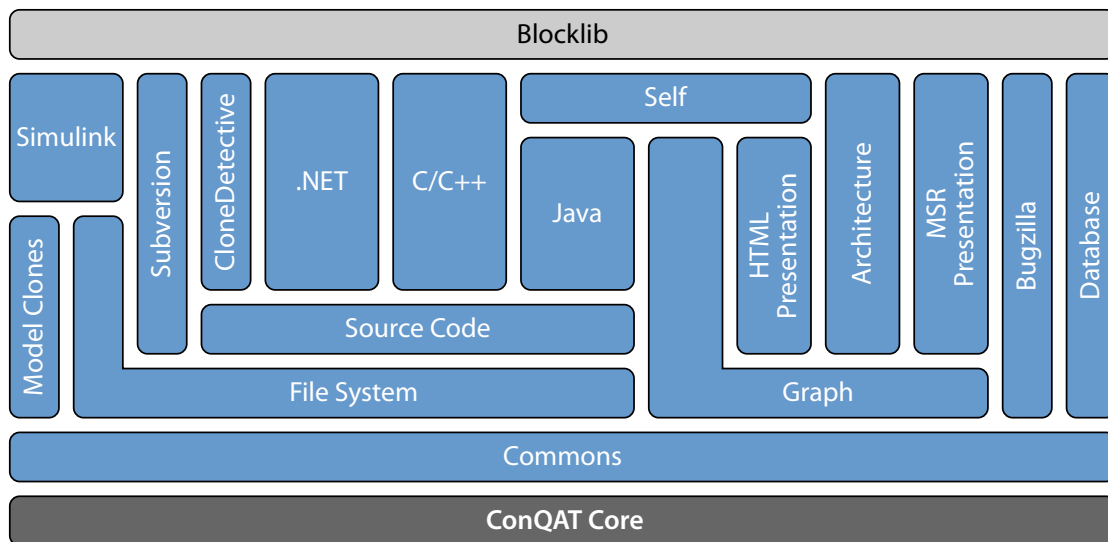 Blocklib
Simulink
Subversion
CloneDetective
.NET
C/C++
Self
Java
HTML
Presentation
Architecture
MSR
Presentation
Bugzilla
Database
Model Clones
Source Code
File System
Graph
Commons
ConQAT Core